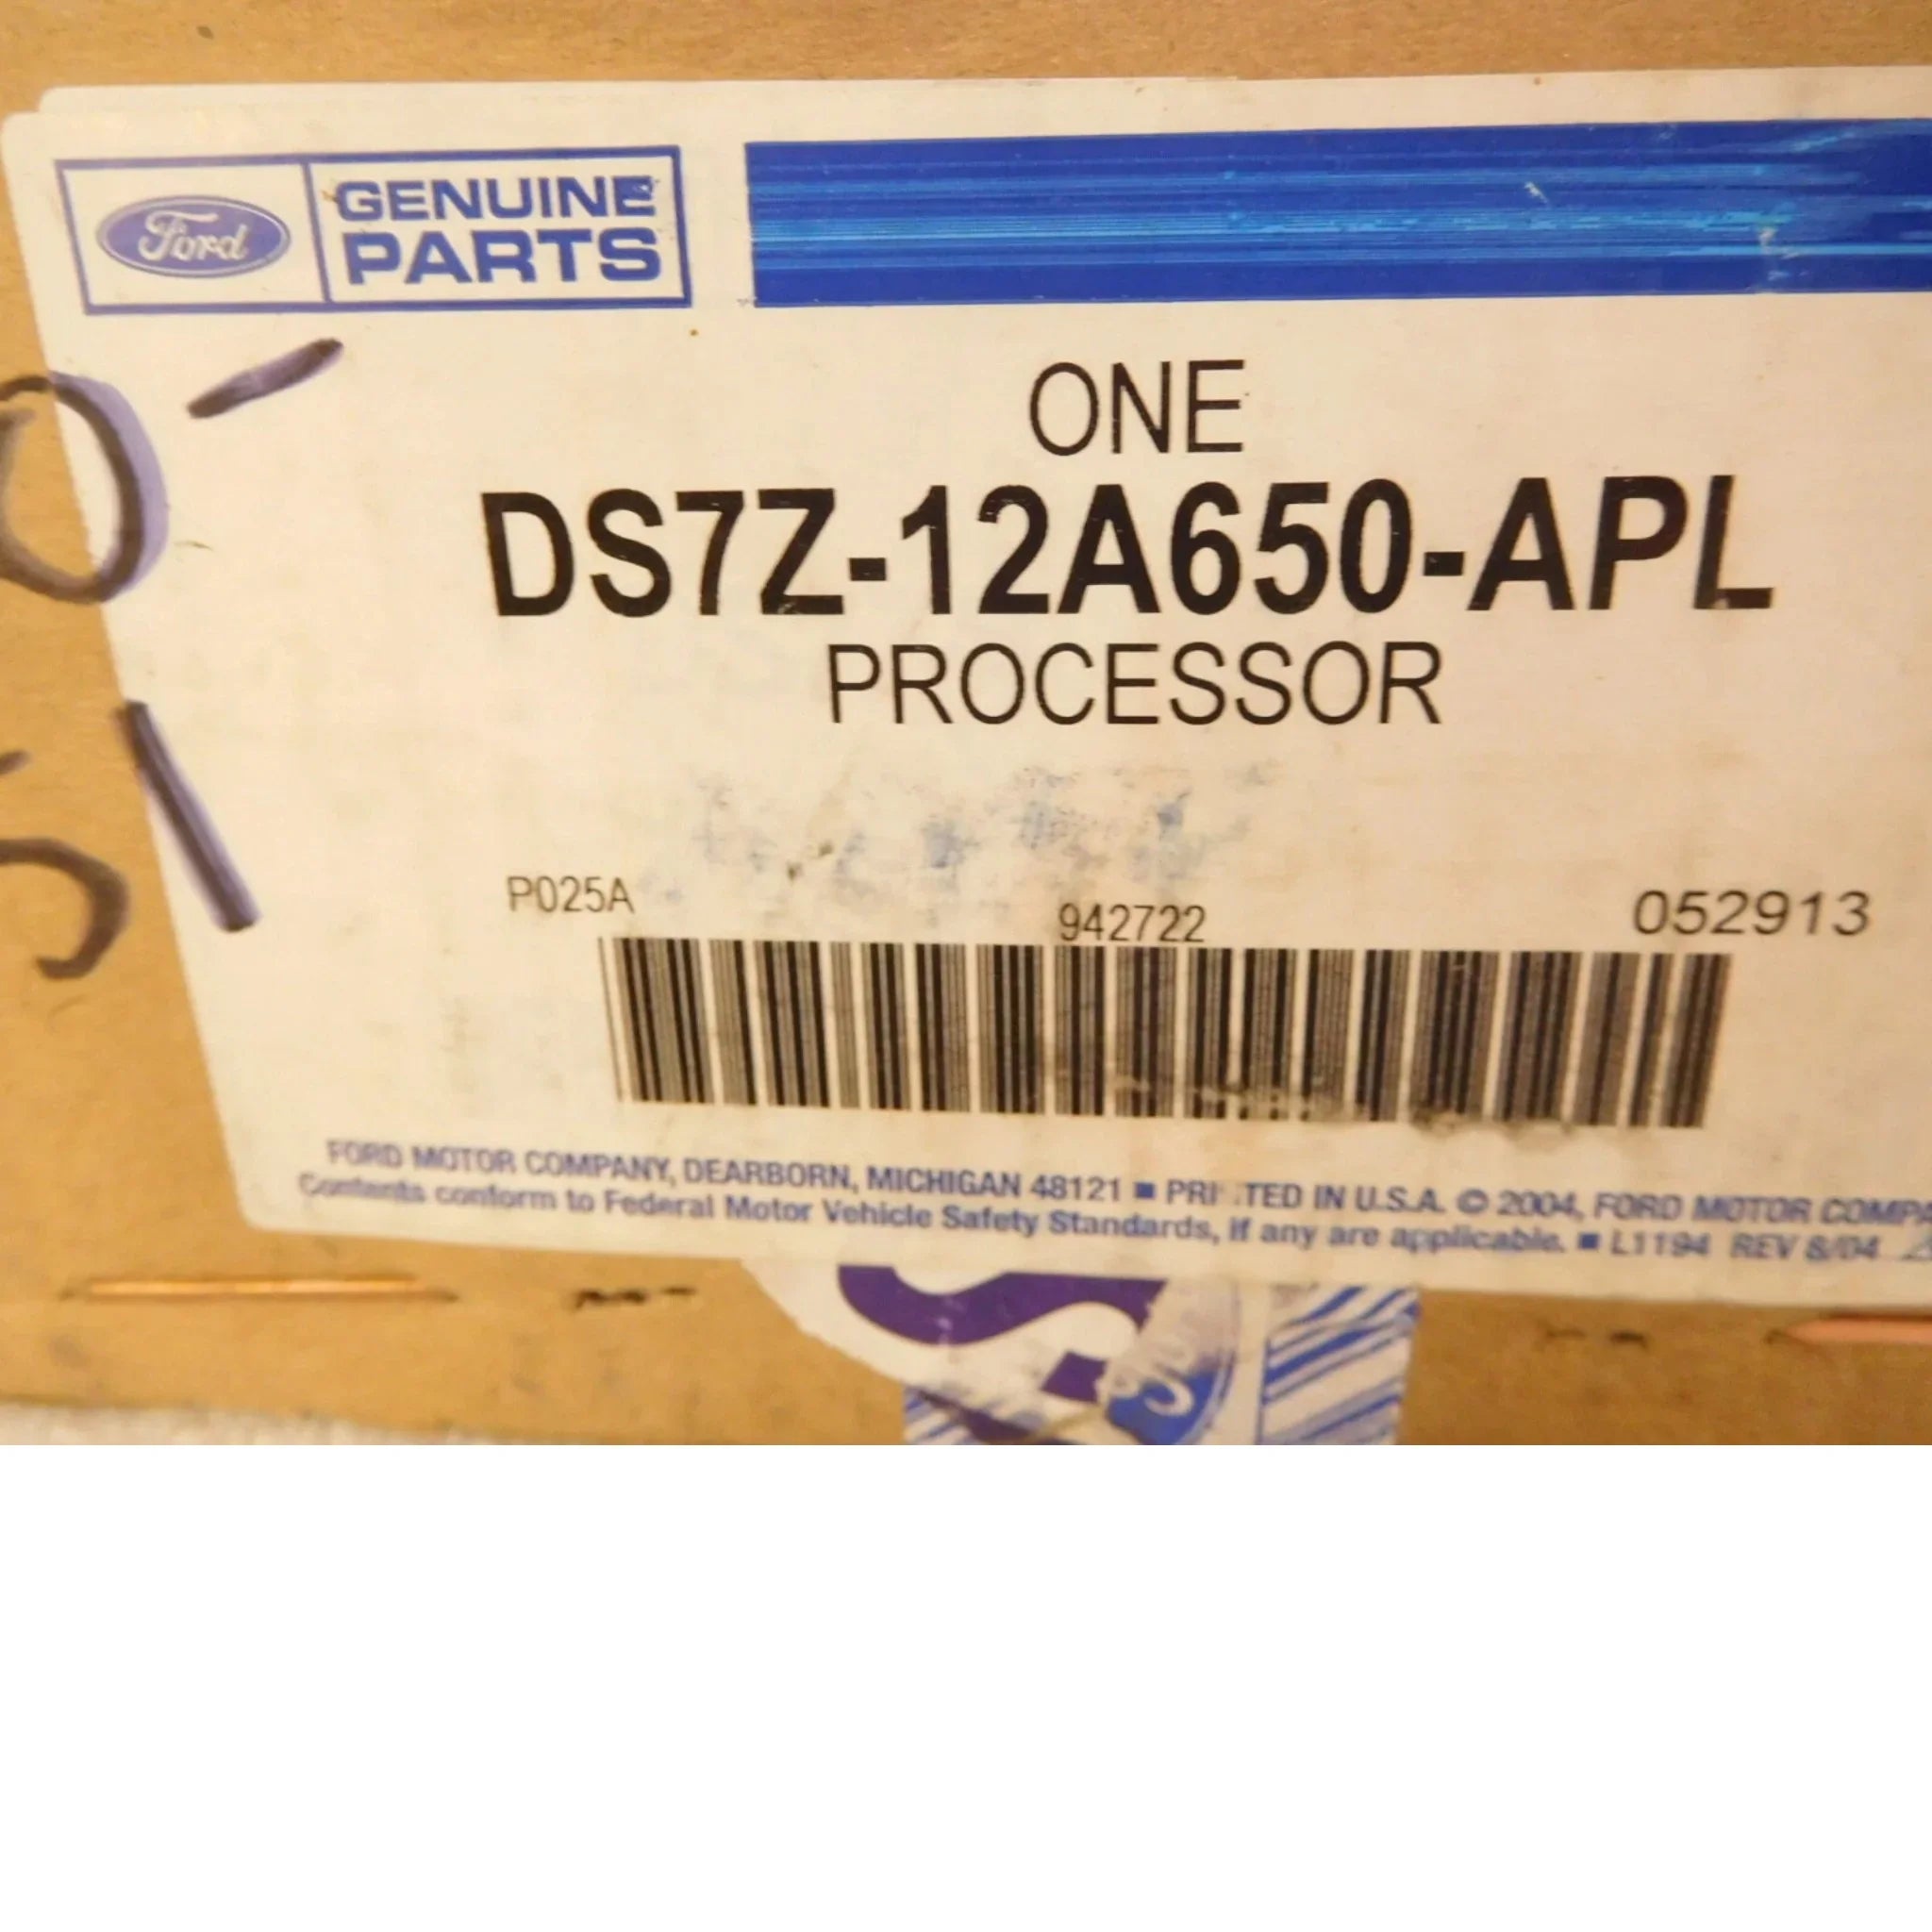 Ford
GENUINE
PARTS
ONE
DS7Z-12A650-APL
PROCESSOR
P025A
942722
052913
FORD MOTOR COMPANY, DEARBORN, MICHIGAN 48121 ■ PRI TED IN U.S.A. © 2004, FORD MOTOR COMPA
Contents conform to Federal Motor Vehicle Safety Standards, if any are applicable. ■ L1194 REV 8/04